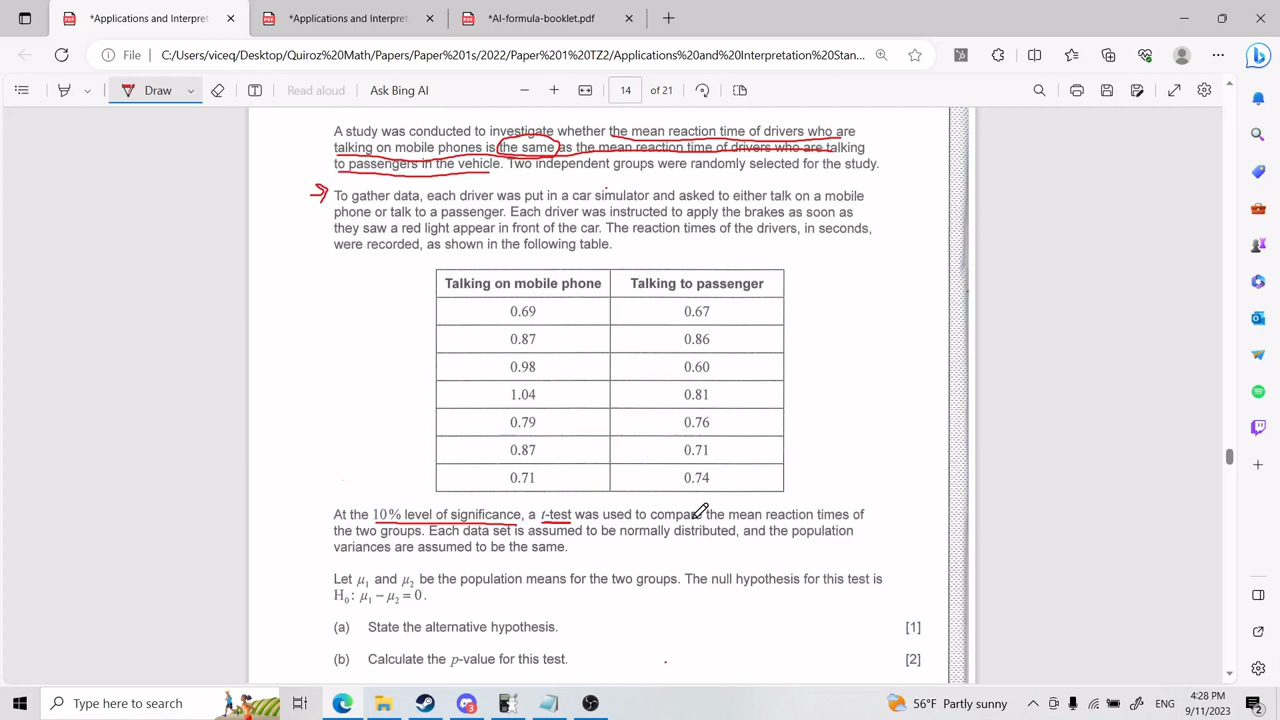 *Applications and Interpret
*Applications and Interpret
*AI-formula-booklet.pdf
File
C:/Users/viceq/Desktop/Quiroz%20Math/Papers/Paper%201s/2022/Paper%201%20TZ2/Applications%20and%20Interpretation%20Stan...
Draw
Read aloud
Ask Bing AI
14
of 21
A study was conducted to investigate whether the mean reaction time of drivers who are
talking on mobile phones is the same as the mean reaction time of drivers who are talking
to passengers in the vehicle. Two independent groups were randomly selected for the study.
To gather data, each driver was put in a car simulator and asked to either talk on a mobile
phone or talk to a passenger. Each driver was instructed to apply the brakes as soon as
they saw a red light appear in front of the car. The reaction times of the drivers, in seconds,
were recorded, as shown in the following table.
Talking on mobile phone Talking to passenger
0.69 0.67
0.87 0.86
0.98 0.60
1.04 0.81
0.79 0.76
0.87 0.71
0.71 0.74
At the 10% level of significance, a t-test was used to compare the mean reaction times of
the two groups. Each data set is assumed to be normally distributed, and the population
variances are assumed to be the same.
Let μ₁ and μ₂ be the population means for the two groups. The null hypothesis for this test is
H₀: μ₁ − μ₂ = 0.
(a) State the alternative hypothesis. [1]
(b) Calculate the p-value for this test. [2]
Type here to search
56°F Partly sunny
ENG
4:28 PM
9/11/2023
2